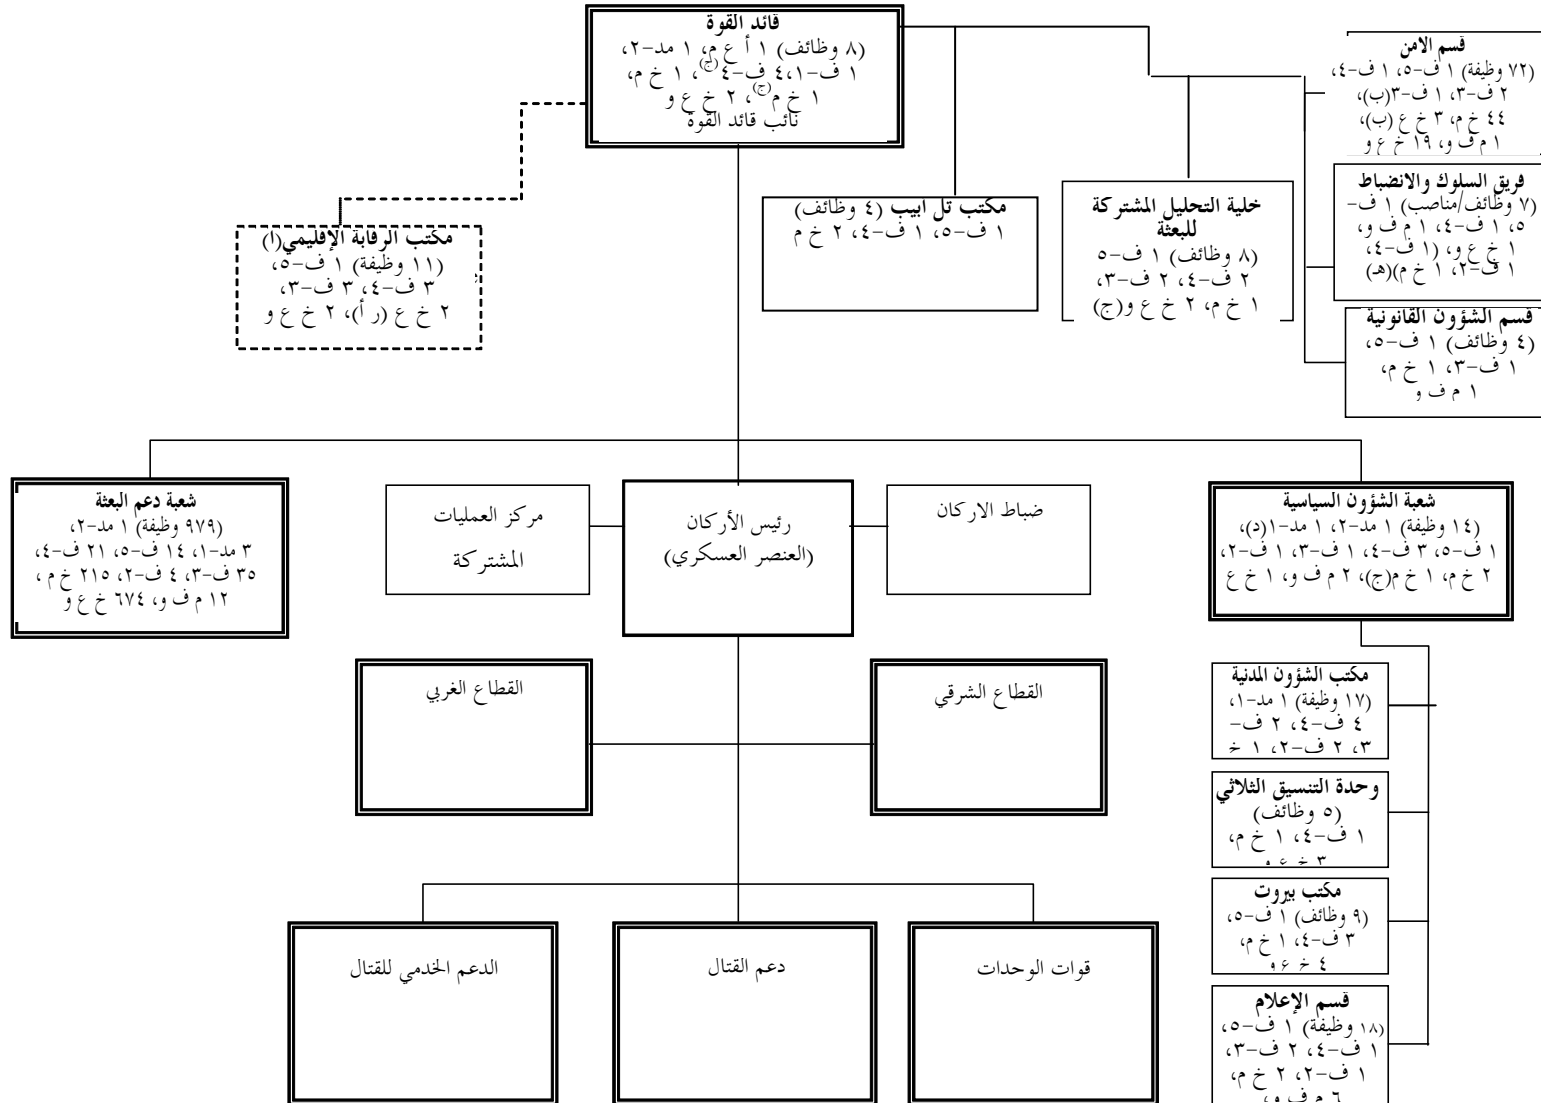 قائد القوة
(٨ وظائف) ١ أ ع م، ١ مد-٢،
١ ف-٤،١ ف-٤(ج)، ١ خ م،
١ خ م(ج)، ٢ خ ع و
نائب قائد القوة
قسم الامن
(٧٢ وظيفة) ١ ف-٥، ١ ف-٤،
٢ ف-٣، ١ ف-٣(ب)،
٤٤ خ م، ٣ خ ع (ب)،
١ م ف و، ١٩ خ ع و
فريق السلوك والانضباط
(٧ وظائف/مناصب) ١ ف-
٥، ١ ف-٤، ١ م ف و،
١ خ ع و، (١ ف-٤،
١ ف-٢، ١ خ م)(هـ)
قسم الشؤون القانونية
(٤ وظائف) ١ ف-٥،
١ ف-٣، ١ خ م،
١ م ف و
خلية التحليل المشتركة
للبعثة
(٨ وظائف) ١ ف-٥
٢ ف-٤، ٢ ف-٣،
١ خ م، ٢ خ ع و(ج)
مكتب تل ابيب (٤ وظائف)
١ ف-٥، ١ ف-٤، ٢ خ م
مكتب الرقابة الإقليمي(ا)
(١١ وظيفة) ١ ف-٥،
٣ ف-٤، ٣ ف-٣،
٢ خ ع (ر أ)، ٢ خ ع و
شعبة الشؤون السياسية
(١٤ وظيفة) ١ مد-٢، ١ مد-١(د)،
١ ف-٥، ٣ ف-٤، ١ ف-٣، ١ ف-٢،
٢ خ م، ١ خ م(ج)، ٢ م ف و، ١ خ ع
ضباط الاركان
رئيس الأركان
(العنصر العسكري)
مركز العمليات
المشتركة
شعبة دعم البعثة
(٩٧٩ وظيفة) ١ مد-٢،
٣ مد-١، ١٤ ف-٥، ٢١ ف-٤،
٣٥ ف-٣، ٤ ف-٢، ٢١٥ خ م ،
١٢ م ف و، ٦٧٤ خ ع و
القطاع الشرقي
القطاع الغربي
مكتب الشؤون المدنية
(١٧ وظيفة) ١ مد-١،
٤ ف-٤، ٢ ف-
٣، ٢ ف-٢، ١ خ
وحدة التنسيق الثلاثي
(٥ وظائف)
١ ف-٤، ١ خ م،
٣ خ ع و
مكتب بيروت
(٩ وظائف) ١ ف-٥،
٣ ف-٤، ١ خ م،
٤ خ ع و
قسم الإعلام
(١٨ وظيفة) ١ ف-٥،
١ ف-٤، ٢ ف-٣،
١ ف-٢، ٢ خ م،
٦ م ف و،
قوات الوحدات
دعم القتال
الدعم الخدمي للقتال